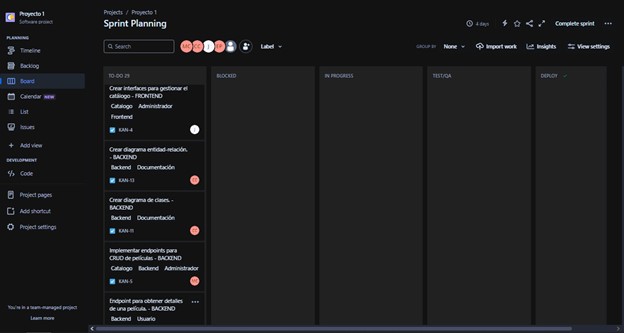 Proyecto 1
Software project
PLANNING
Timeline
Backlog
Board
Calendar NEW
List
Issues
Add view
DEVELOPMENT
Code
Project pages
Add shortcut
Project settings
You're in a team-managed project
Learn more
Projects / Proyecto 1
Sprint Planning
4 days
Complete sprint
Search
MC CC J EF
Label
GROUP BY None
Import work
Insights
View settings
TO-DO 29
BLOCKED
IN PROGRESS
TEST/QA
DEPLOY
Crear interfaces para gestionar el
catálogo - FRONTEND
Catalogo Administrador
Frontend
KAN-4
J
Crear diagrama entidad-relación.
- BACKEND
Backend Documentación
KAN-13
Crear diagrama de clases. -
BACKEND
Backend Documentación
KAN-11
Implementar endpoints para
CRUD de películas - BACKEND
Catalogo Backend Administrador
KAN-5
Endpoint para obtener detalles
de una película. - BACKEND
Backend Usuario